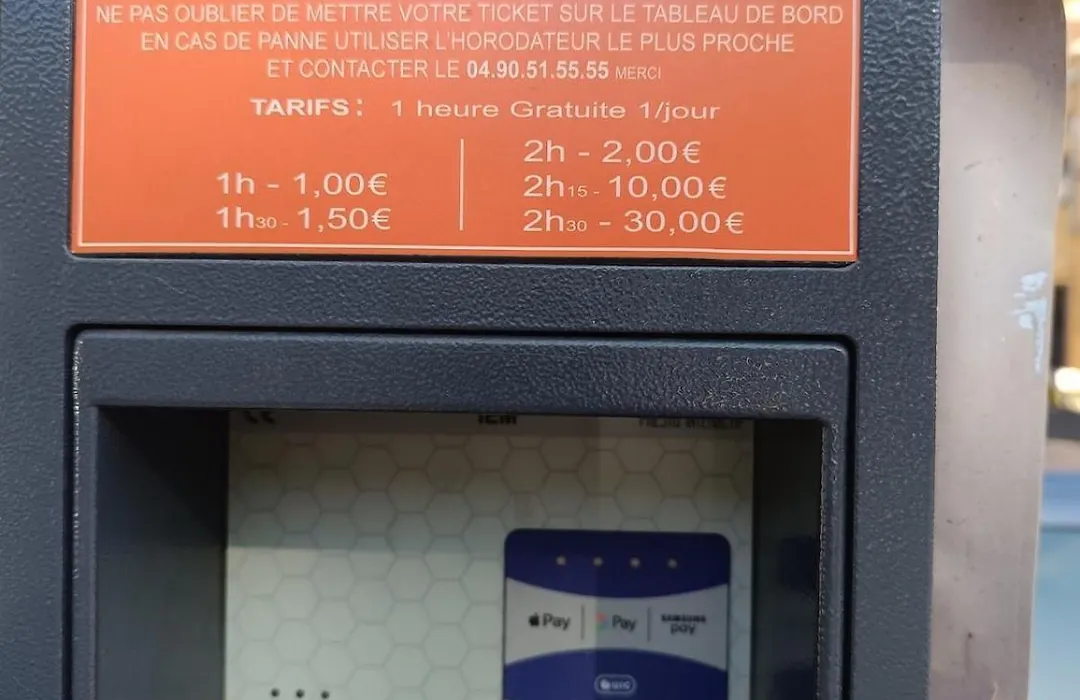 NE PAS OUBLIER DE METTRE VOTRE TICKET SUR LE TABLEAU DE BORD
EN CAS DE PANNE UTILISER L'HORODATEUR LE PLUS PROCHE
ET CONTACTER LE 04.90.51.55.55 MERCI
TARIFS : 1 heure Gratuite 1/jour
1h - 1,00€
1h30 - 1,50€
2h - 2,00€
2h15 - 10,00€
2h30 - 30,00€
Pay
Pay
SAMSUNG
pay